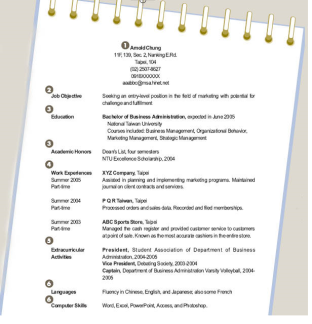 1 Arnold Chung
11F, 139, Sec. 2, Nanking E.Rd.
Taipei, 104
(02) 2507-8627
0918XXXXXX
aaabbc@msa.hinet.net
2
Job Objective Seeking an entry-level position in the field of marketing with potential for
challenge and fulfillment
3
Education Bachelor of Business Administration, expected in June 2005
National Taiwan University
Courses included: Business Management, Organizational Behavior,
Marketing Management, Strategic Management
3
Academic Honors Dean's List, four semesters
NTU Excellence Scholarship, 2004
4
Work Experiences XYZ Company, Taipei
Summer 2005 Assisted in planning and implementing marketing programs. Maintained
Part-time journal on client contracts and services.
Summer 2004 P Q R Taiwan, Taipei
Part-time Processed orders and sales data. Recorded and filed memberships.
Summer 2003 ABC Sports Store, Taipei
Part-time Managed the cash register and provided customer service to customers
at point of sale. Known as the most accurate cashiers in the entire store.
5
Extracurricular President, Student Association of Department of Business
Activities Administration, 2004-2005
Vice President, Debating Society, 2003-2004
Captain, Department of Business Administration Varsity Volleyball, 2004-
2005
6
Languages Fluency in Chinese, English, and Japanese; also some French
6
Computer Skills Word, Excel, PowerPoint, Access, and Photoshop.